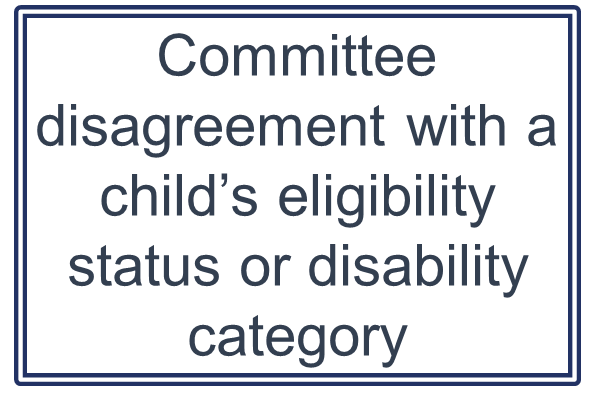 Committee
disagreement with a
child’s eligibility
status or disability
category